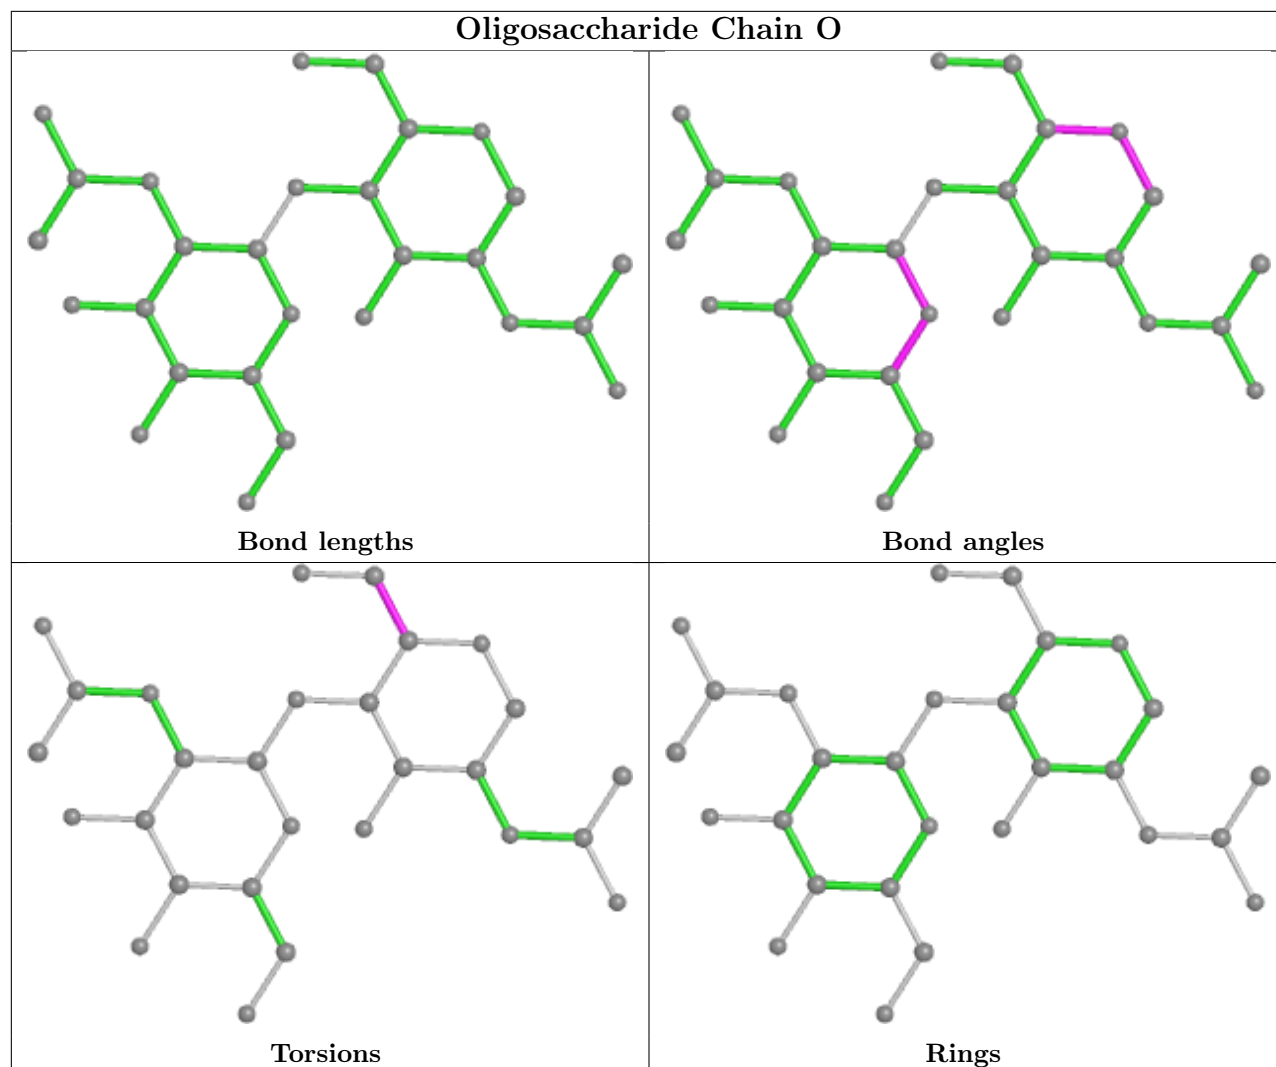 Oligosaccharide Chain O
Bond lengths
Bond angles
Torsions
Rings